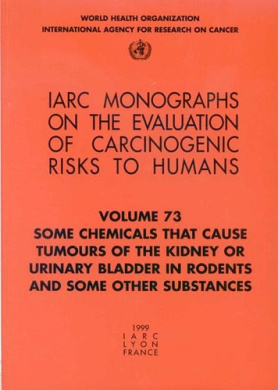 WORLD HEALTH ORGANIZATION
INTERNATIONAL AGENCY FOR RESEARCH ON CANCER
IARC MONOGRAPHS
ON THE EVALUATION
OF CARCINOGENIC
RISKS TO HUMANS
VOLUME 73
SOME CHEMICALS THAT CAUSE
TUMOURS OF THE KIDNEY OR
URINARY BLADDER IN RODENTS
AND SOME OTHER SUBSTANCES
1999
IARC
LYON
FRANCE